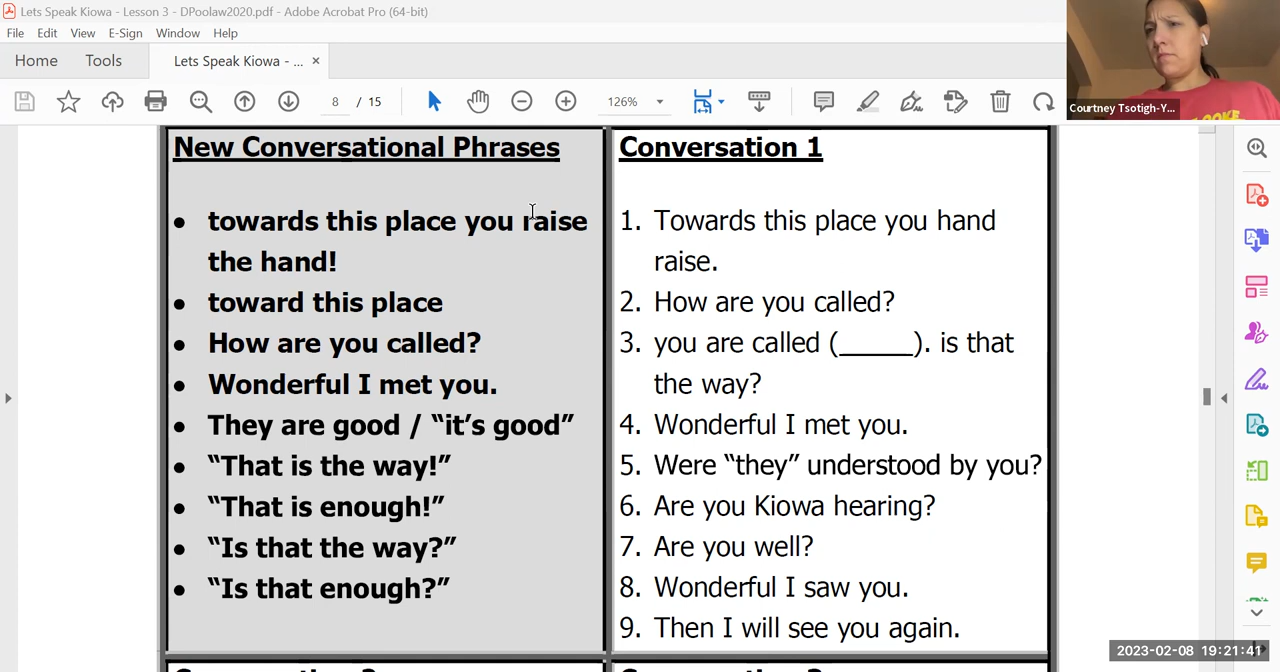 Lets Speak Kiowa - Lesson 3 - DPoolaw2020.pdf - Adobe Acrobat Pro (64-bit)
File Edit View E-Sign Window Help
Home Tools Lets Speak Kiowa - ... ×
8 / 15 126%
Courtney Tsotigh-Y...
New Conversational Phrases
• towards this place you raise
the hand!
• toward this place
• How are you called?
• Wonderful I met you.
• They are good / “it’s good”
• “That is the way!”
• “That is enough!”
• “Is that the way?”
• “Is that enough?”
Conversation 1
1. Towards this place you hand
raise.
2. How are you called?
3. you are called (_____). is that
the way?
4. Wonderful I met you.
5. Were “they” understood by you?
6. Are you Kiowa hearing?
7. Are you well?
8. Wonderful I saw you.
9. Then I will see you again.
2023-02-08 19:21:41